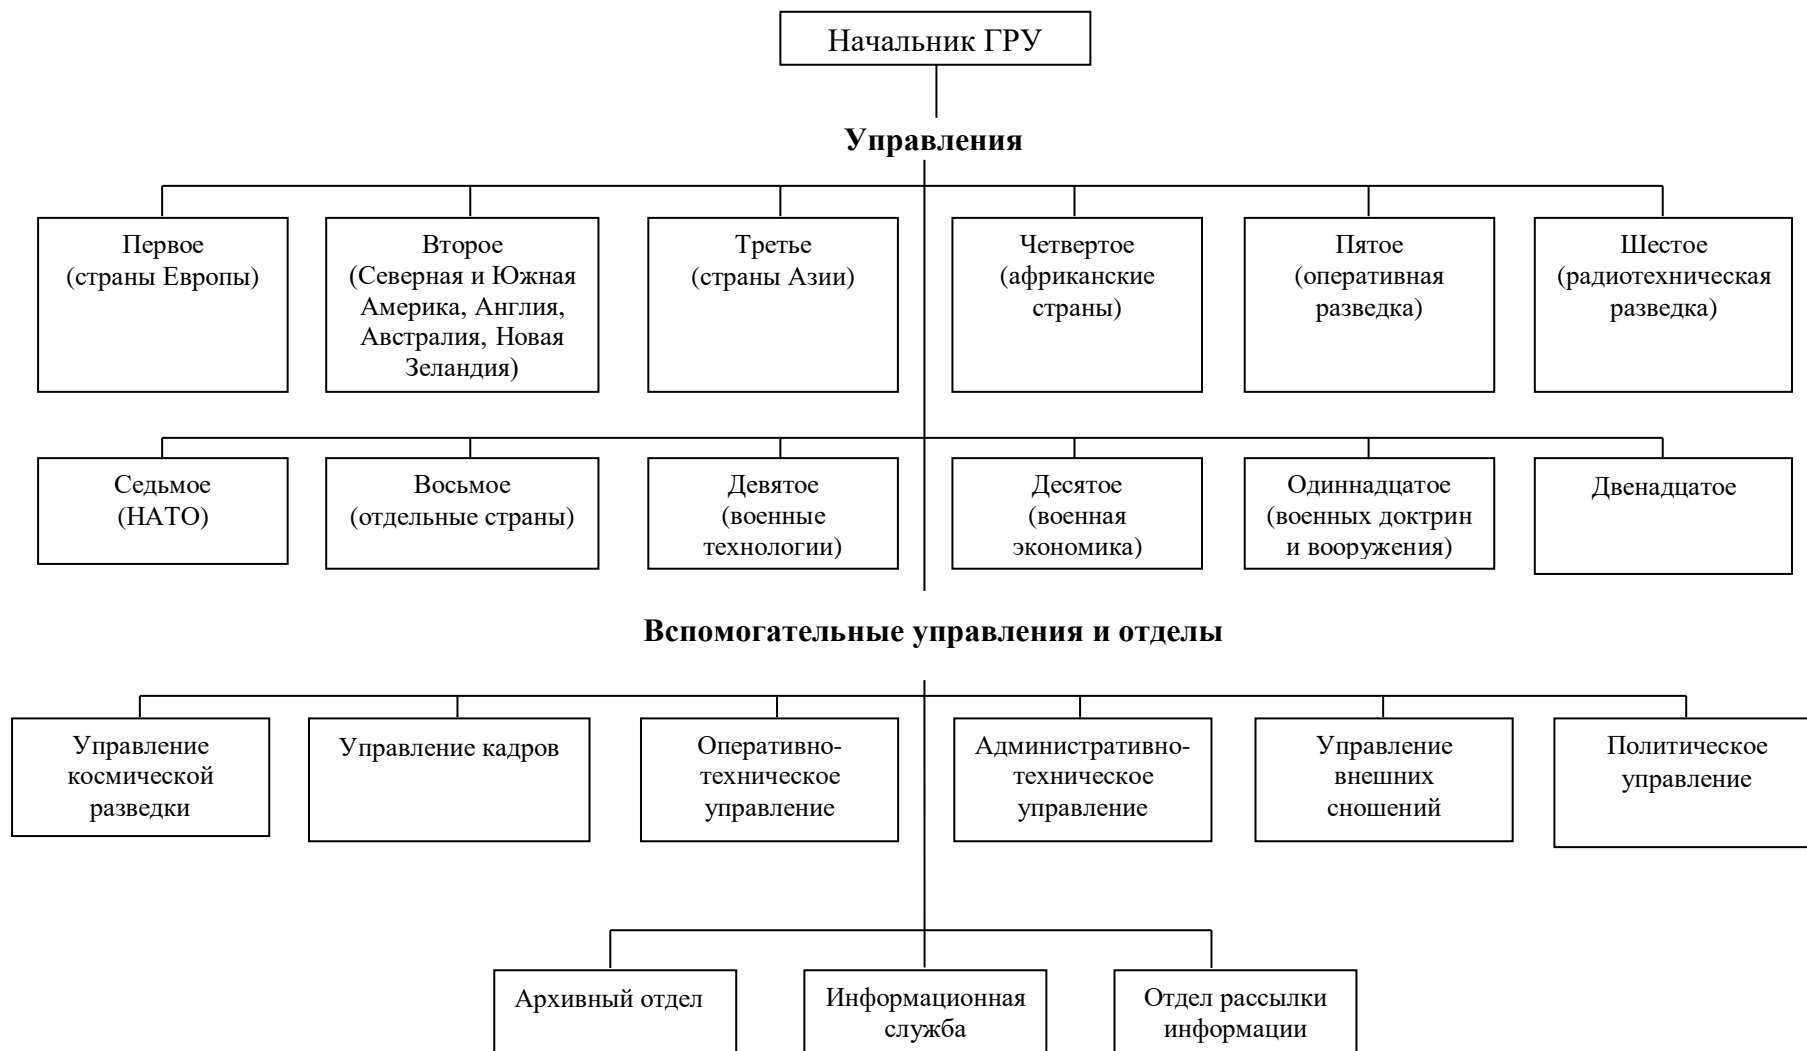 Начальник ГРУ
Управления
Первое
(страны Европы)
Второе
(Северная и Южная
Америка, Англия,
Австралия, Новая
Зеландия)
Третье
(страны Азии)
Четвертое
(африканские
страны)
Пятое
(оперативная
разведка)
Шестое
(радиотехническая
разведка)
Седьмое
(НАТО)
Восьмое
(отдельные страны)
Девятое
(военные
технологии)
Десятое
(военная
экономика)
Одиннадцатое
(военных доктрин
и вооружения)
Двенадцатое
Вспомогательные управления и отделы
Управление
космической
разведки
Управление кадров
Оперативно-
техническое
управление
Административно-
техническое
управление
Управление
внешних
сношений
Политическое
управление
Архивный отдел
Информационная
служба
Отдел рассылки
информации